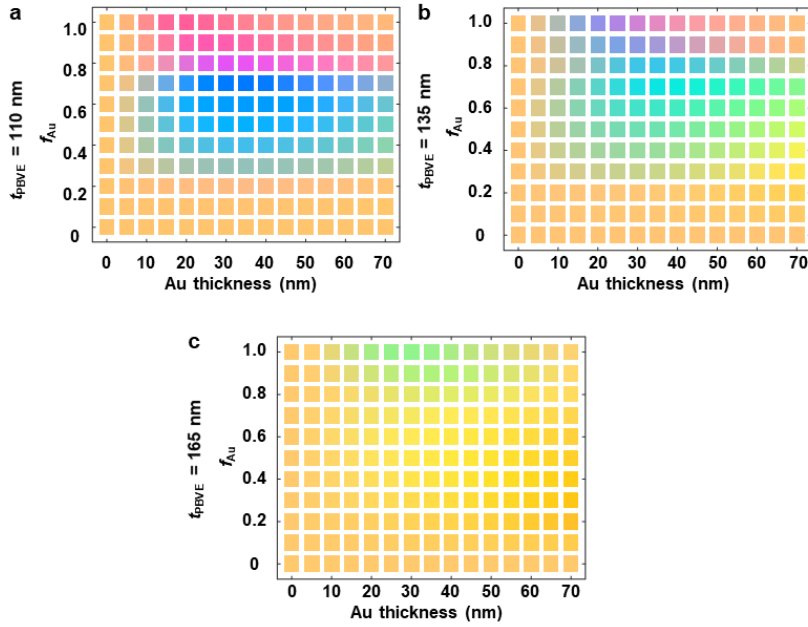 a
t_PBVE = 110 nm
f_Au
1.0
0.8
0.6
0.4
0.2
0
0 10 20 30 40 50 60 70
Au thickness (nm)
b
t_PBVE = 135 nm
f_Au
1.0
0.8
0.6
0.4
0.2
0
0 10 20 30 40 50 60 70
Au thickness (nm)
c
t_PBVE = 165 nm
f_Au
1.0
0.8
0.6
0.4
0.2
0
0 10 20 30 40 50 60 70
Au thickness (nm)